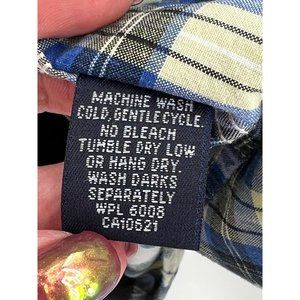 MACHINE WASH
COLD, GENTLE CYCLE.
NO BLEACH
TUMBLE DRY LOW
OR HANG DRY.
WASH DARKS
SEPARATELY
WPL 6008
CA10521